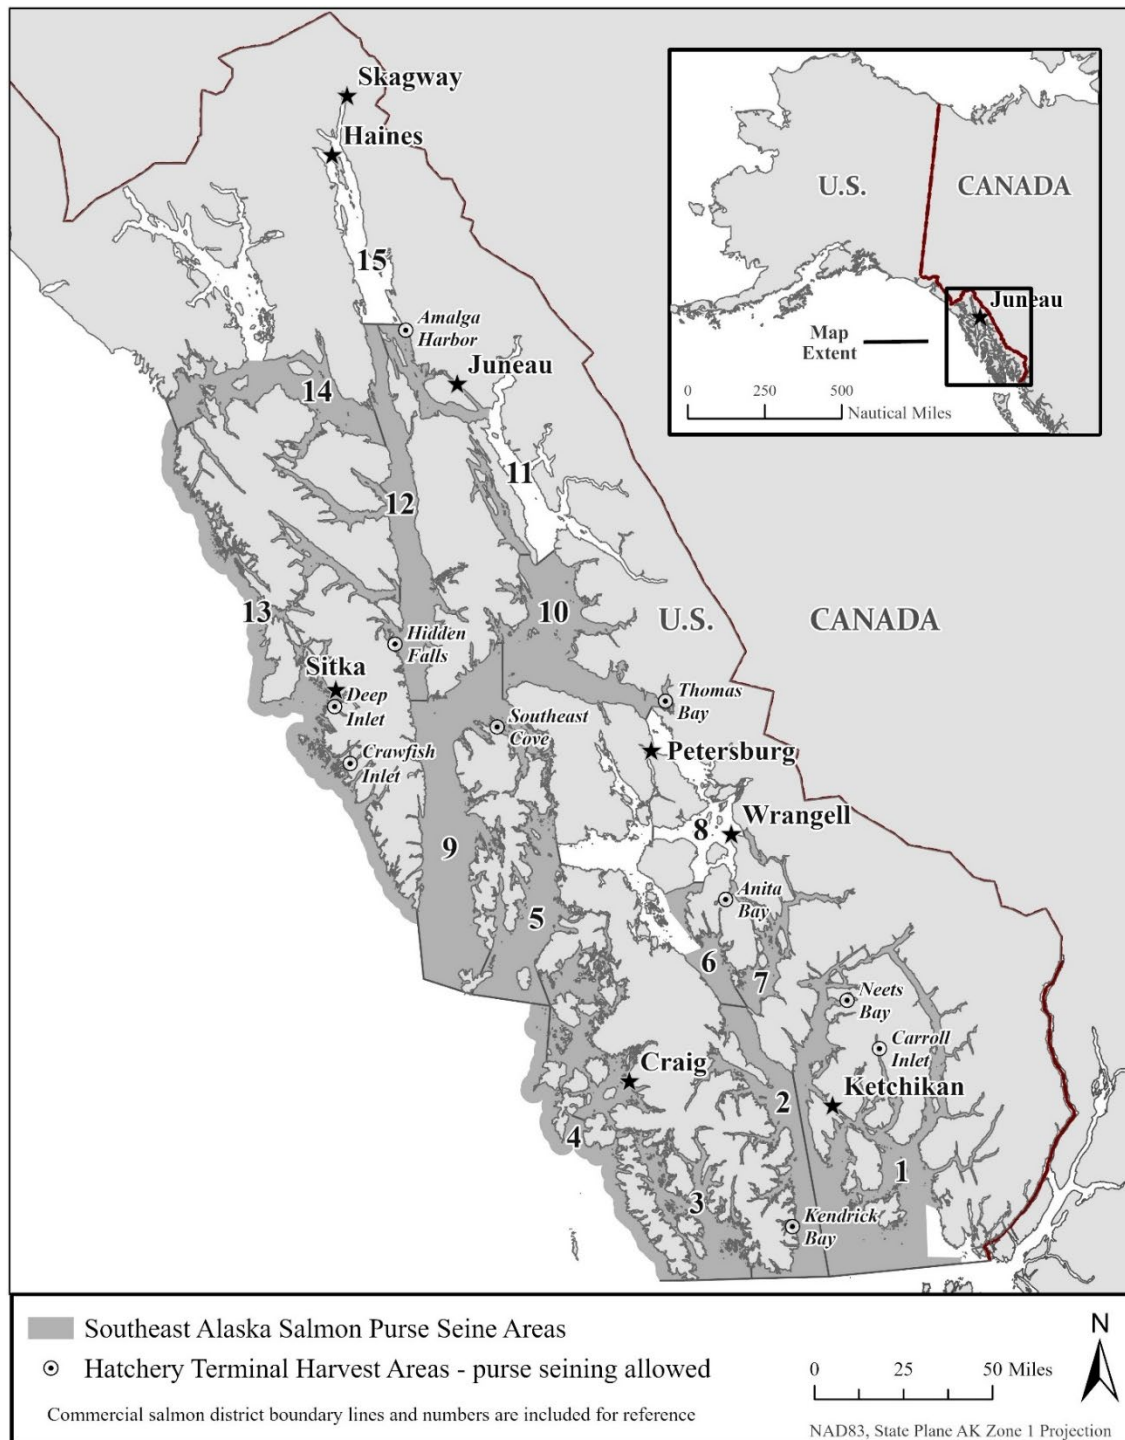 Skagway
Haines
U.S.
CANADA
15
Juneau
Map
Extent
Amalga
Harbor
Juneau
0
250
500
Nautical Miles
14
11
12
13
10
U.S.
CANADA
Hidden
Falls
Sitka
Deep
Inlet
Thomas
Bay
Southeast
Cove
Petersburg
Crawfish
Inlet
Wrangell
8
9
Anita
Bay
5
6
7
Neets
Bay
Carroll
Inlet
Craig
Ketchikan
2
4
1
3
Kendrick
Bay
Southeast Alaska Salmon Purse Seine Areas
Hatchery Terminal Harvest Areas - purse seining allowed
Commercial salmon district boundary lines and numbers are included for reference
N
0
25
50 Miles
NAD83, State Plane AK Zone 1 Projection